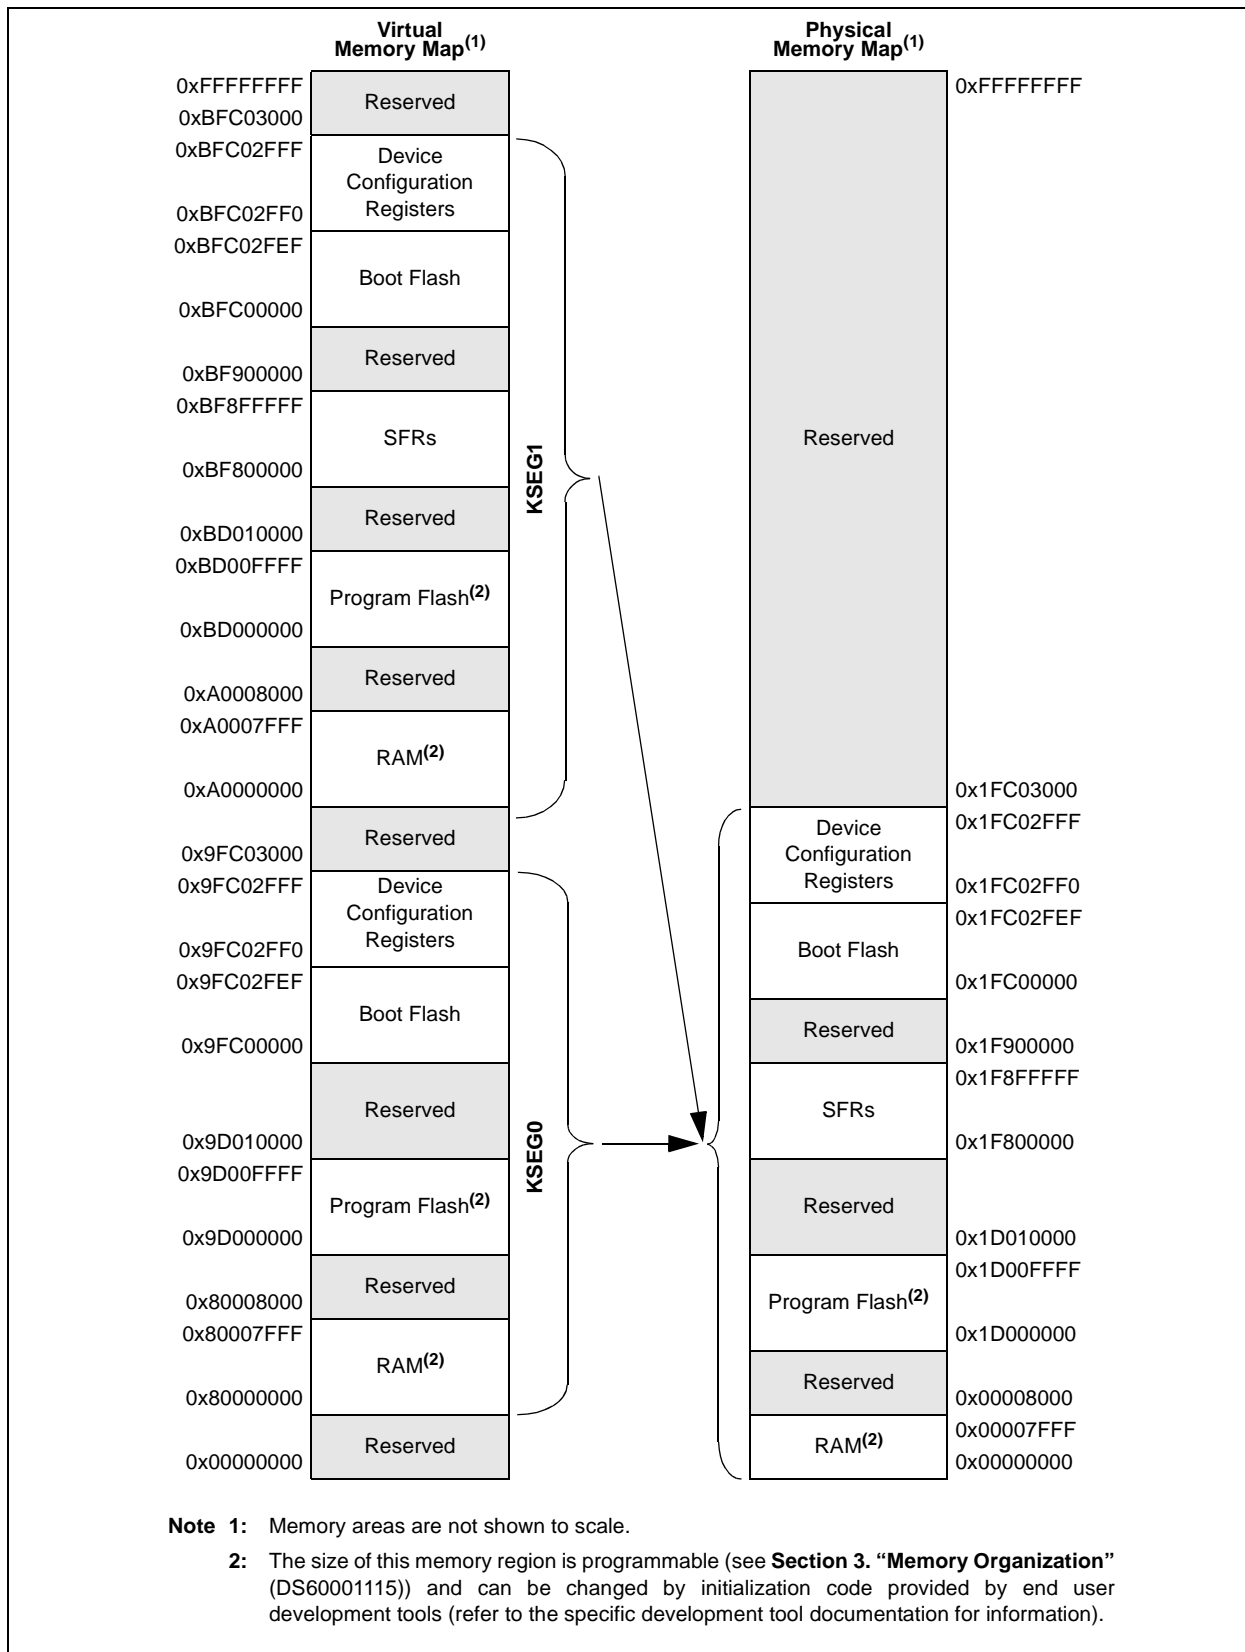 Virtual
Memory Map(1)
Physical
Memory Map(1)
0xFFFFFFFF
Reserved
0xBFC03000
0xBFC02FFF
Device
Configuration
Registers
0xBFC02FF0
0xBFC02FEF
Boot Flash
0xBFC00000
Reserved
0xBF900000
0xBF8FFFFF
SFRs
0xBF800000
Reserved
0xBD010000
0xBD00FFFF
Program Flash(2)
0xBD000000
Reserved
0xA0008000
0xA0007FFF
RAM(2)
0xA0000000
Reserved
0x9FC03000
0x9FC02FFF
Device
Configuration
Registers
0x9FC02FF0
0x9FC02FEF
Boot Flash
0x9FC00000
Reserved
0x9D010000
0x9D00FFFF
Program Flash(2)
0x9D000000
Reserved
0x80008000
0x80007FFF
RAM(2)
0x80000000
Reserved
0x00000000
KSEG1
KSEG0
0xFFFFFFFF
Reserved
0x1FC03000
0x1FC02FFF
Device
Configuration
Registers
0x1FC02FF0
0x1FC02FEF
Boot Flash
0x1FC00000
Reserved
0x1F900000
0x1F8FFFFF
SFRs
0x1F800000
Reserved
0x1D010000
0x1D00FFFF
Program Flash(2)
0x1D000000
Reserved
0x00008000
0x00007FFF
RAM(2)
0x00000000
Note 1: Memory areas are not shown to scale.
2: The size of this memory region is programmable (see Section 3. “Memory Organization”
(DS60001115)) and can be changed by initialization code provided by end user
development tools (refer to the specific development tool documentation for information).